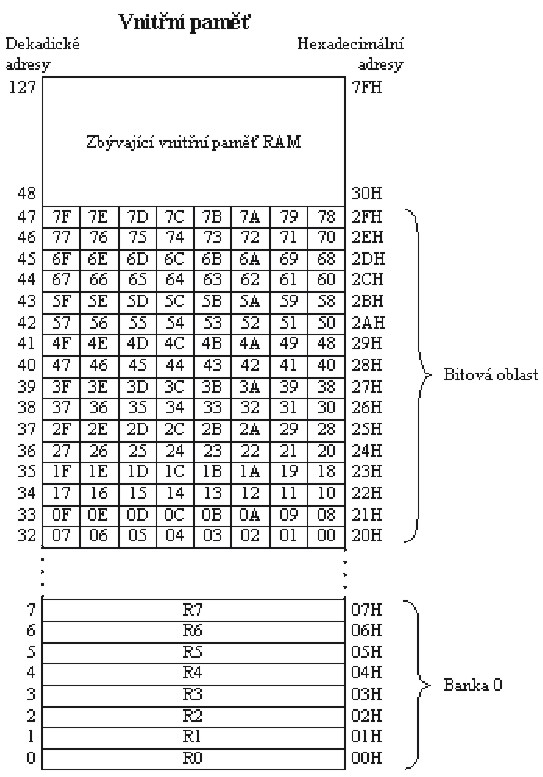 Vnitřní paměť
Dekadické Hexadecimální
adresy adresy
127 7FH
Zbývající vnitřní paměť RAM
48 30H
47 7F 7E 7D 7C 7B 7A 79 78 2FH
46 77 76 75 74 73 72 71 70 2EH
45 6F 6E 6D 6C 6B 6A 69 68 2DH
44 67 66 65 64 63 62 61 60 2CH
43 5F 5E 5D 5C 5B 5A 59 58 2BH
42 57 56 55 54 53 52 51 50 2AH
41 4F 4E 4D 4C 4B 4A 49 48 29H
40 47 46 45 44 43 42 41 40 28H
Bitová oblast
39 3F 3E 3D 3C 3B 3A 39 38 27H
38 37 36 35 34 33 32 31 30 26H
37 2F 2E 2D 2C 2B 2A 29 28 25H
36 27 26 25 24 23 22 21 20 24H
35 1F 1E 1D 1C 1B 1A 19 18 23H
34 17 16 15 14 13 12 11 10 22H
33 0F 0E 0D 0C 0B 0A 09 08 21H
32 07 06 05 04 03 02 01 00 20H
7 R7 07H
6 R6 06H
5 R5 05H
4 R4 04H
Banka 0
3 R3 03H
2 R2 02H
1 R1 01H
0 R0 00H